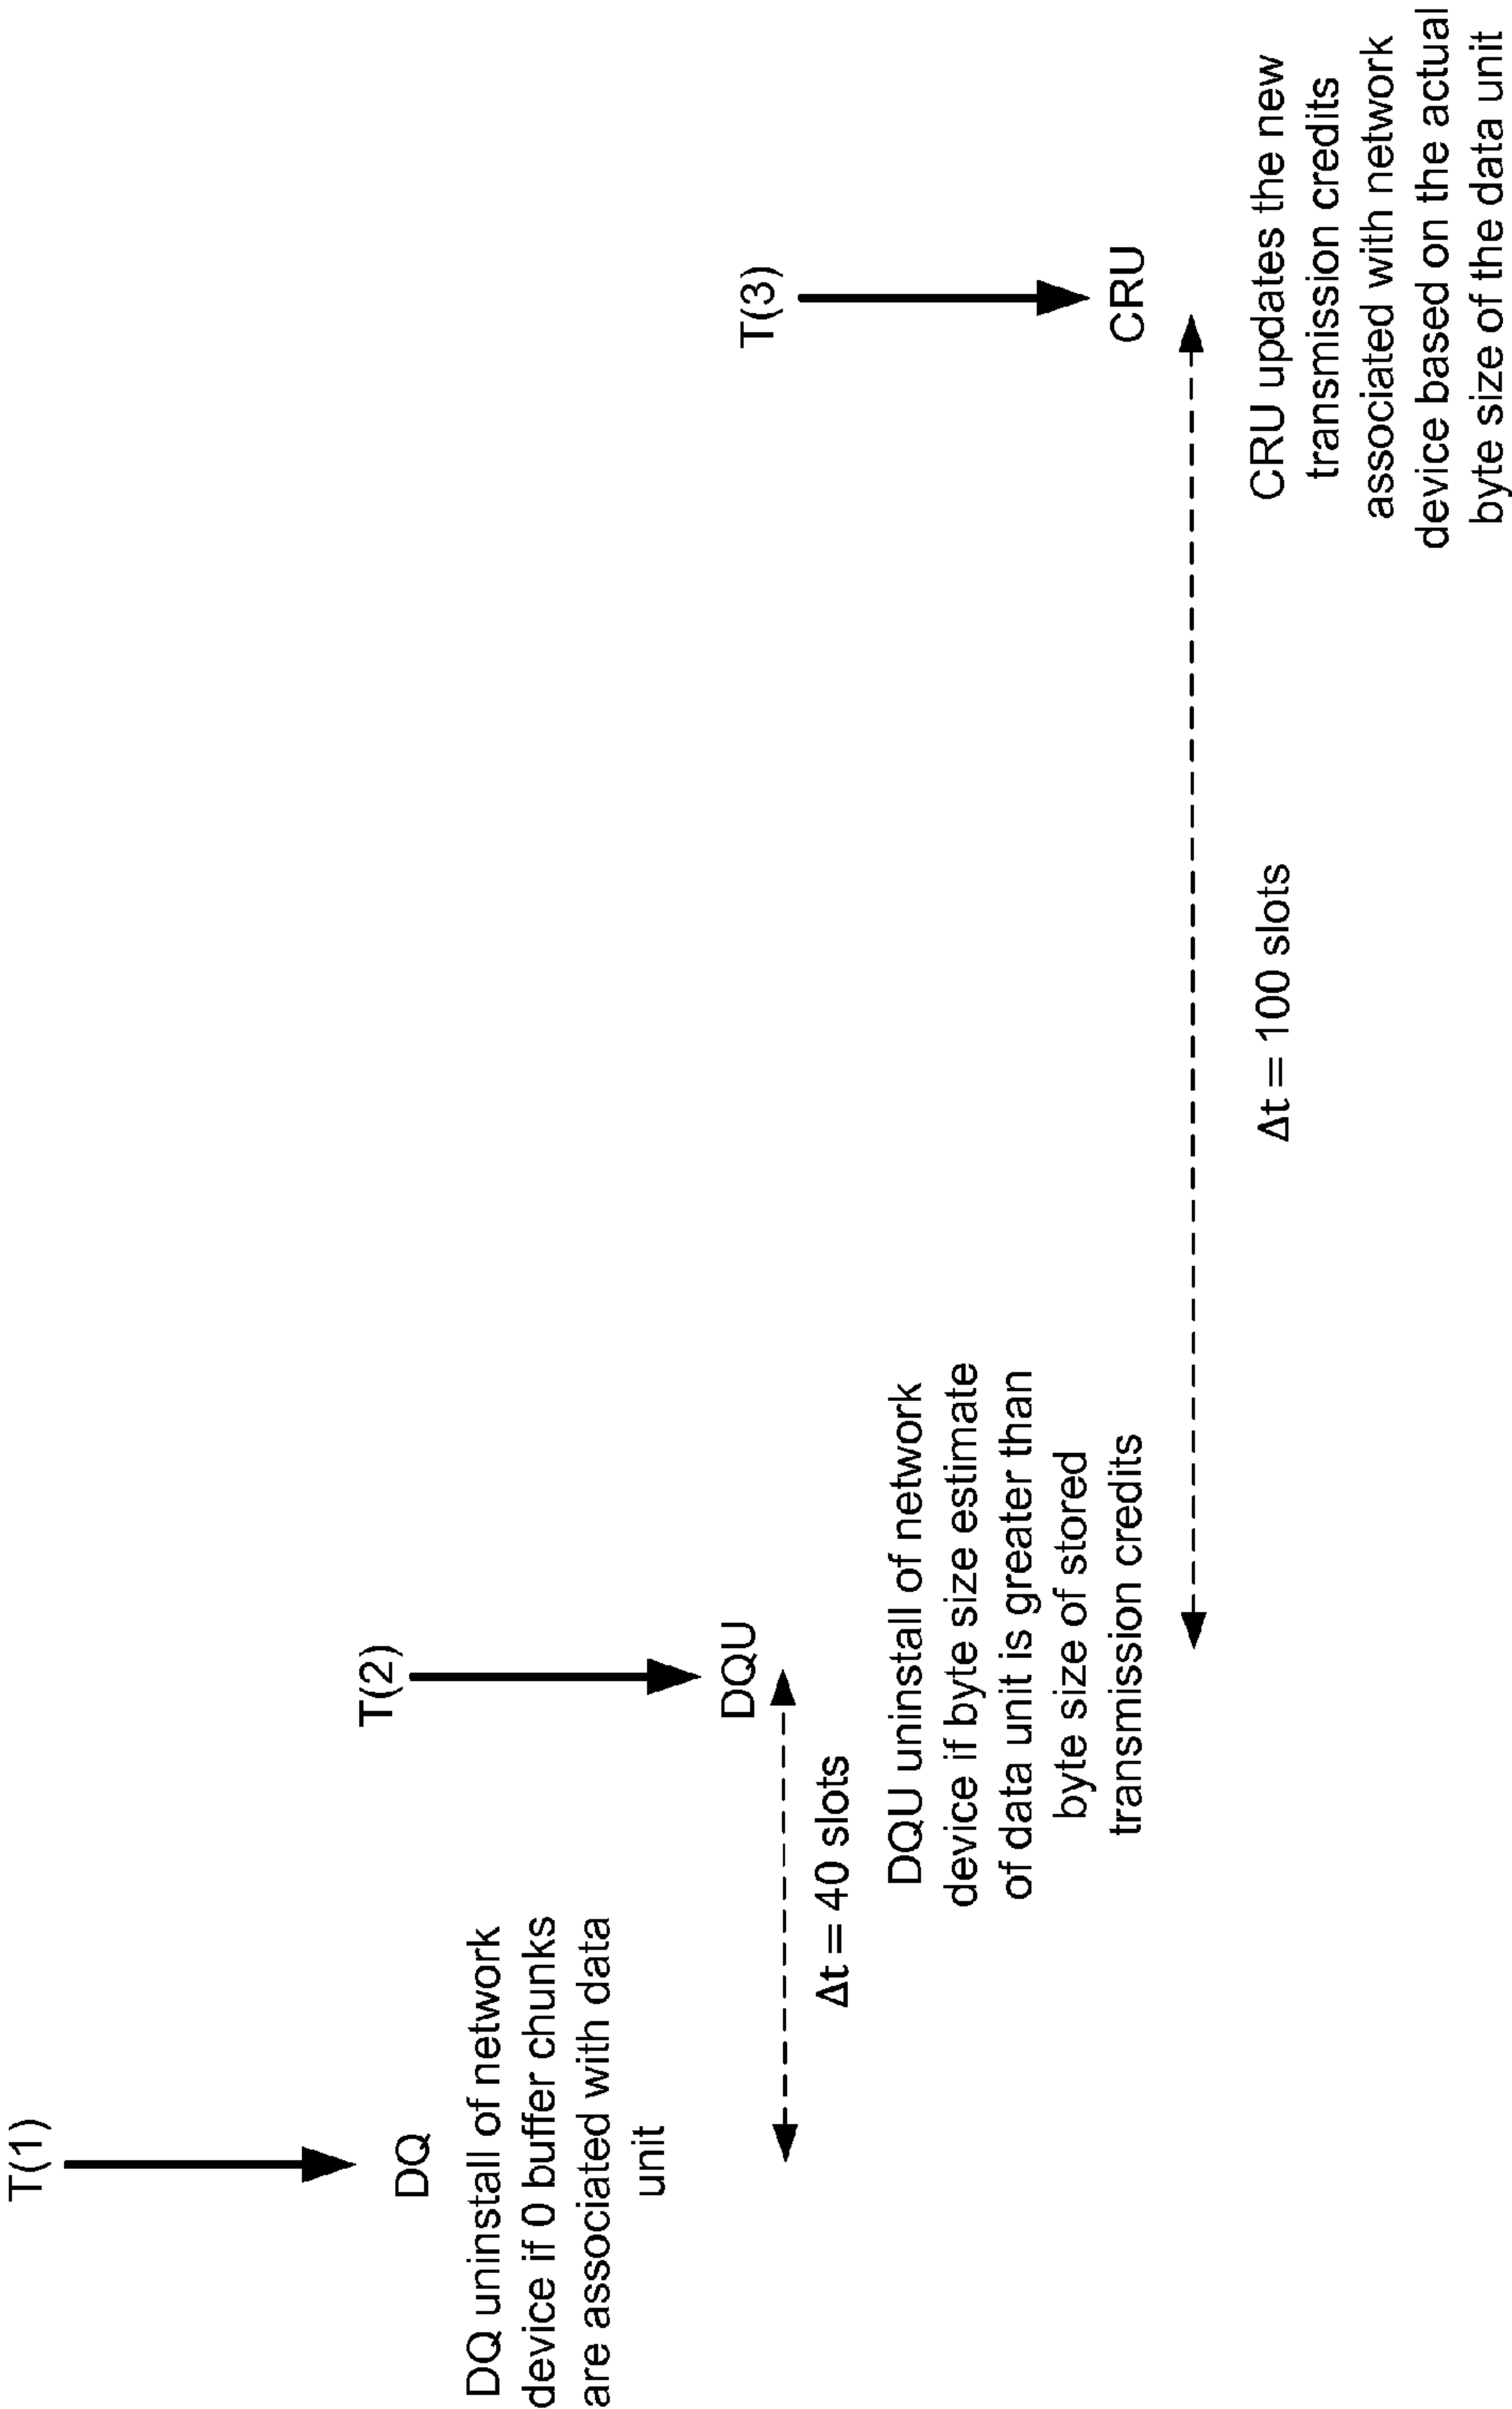 T(1)
DQ
DQ uninstall of network
device if 0 buffer chunks
are associated with data
unit
Δt = 40 slots
T(2)
DQU
DQU uninstall of network
device if byte size estimate
of data unit is greater than
byte size of stored
transmission credits
Δt = 100 slots
T(3)
CRU
CRU updates the new
transmission credits
associated with network
device based on the actual
byte size of the data unit